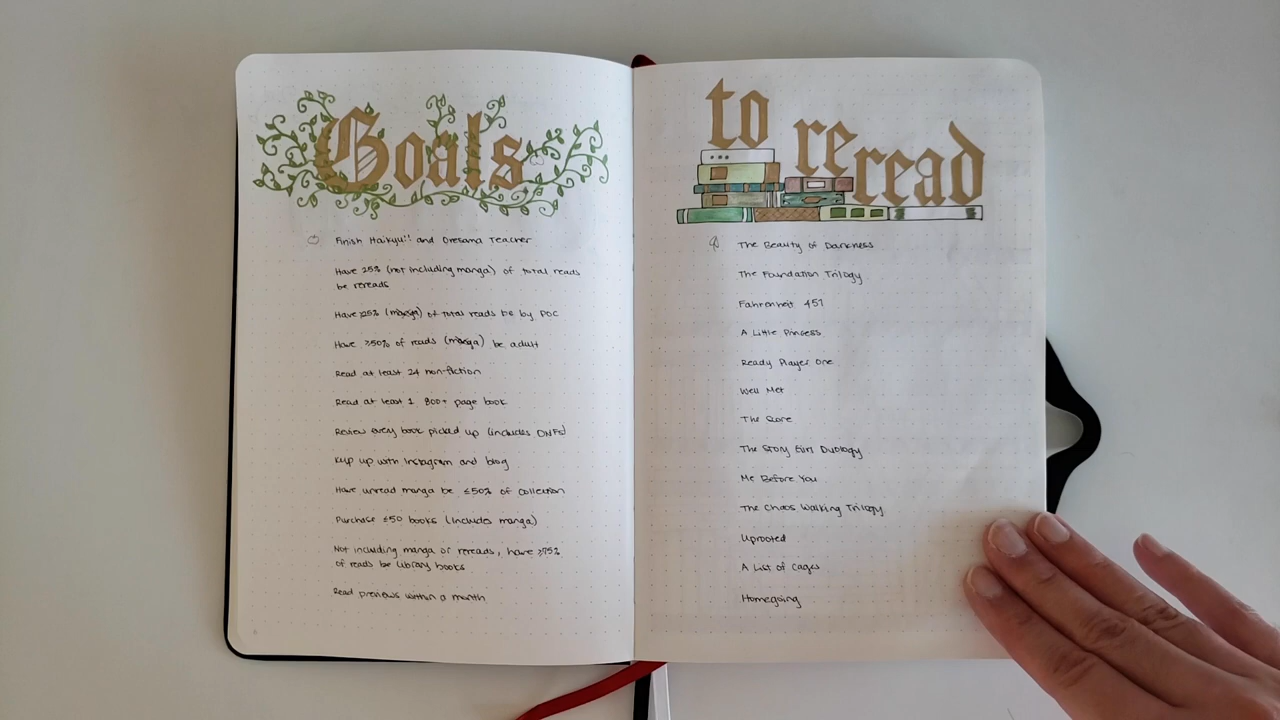 Goals
Finish Haikyu!! and Oresama Teacher
Have 25% (not including manga) of total reads
be rereads
Have ≥25% (manga) of total reads be by POC
Have ≥50% of reads (manga) be adult
Read at least 24 non-fiction
Read at least 1 800+ page book
Review every book picked up (includes DNFs)
Keep up with Instagram and blog
Have unread manga be ≤50% of collection
Purchase ≤50 books (includes manga)
Not including manga or rereads, have ≥75%
of reads be library books
Read previews within a month
to
re
read
The Beauty of Darkness
The Foundation Trilogy
Fahrenheit 451
A Little Princess
Ready Player One
Well Met
The Score
The Story Duology
Me Before You
The Chaos Walking Trilogy
Uprooted
A List of Cages
Homegoing